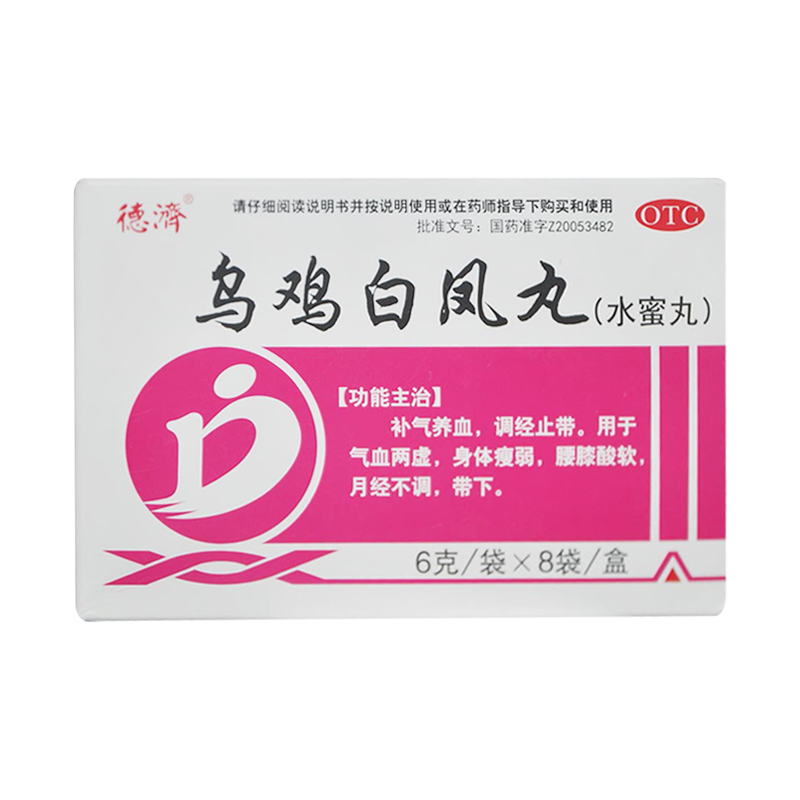 德济®
请仔细阅读说明书并按说明使用或在药师指导下购买和使用
批准文号：国药准字Z20053482
OTC
乌鸡白凤丸（水蜜丸）
【功能主治】
补气养血，调经止带。用于
气血两虚，身体瘦弱，腰膝酸软，
月经不调，带下。
6克/袋×8袋/盒